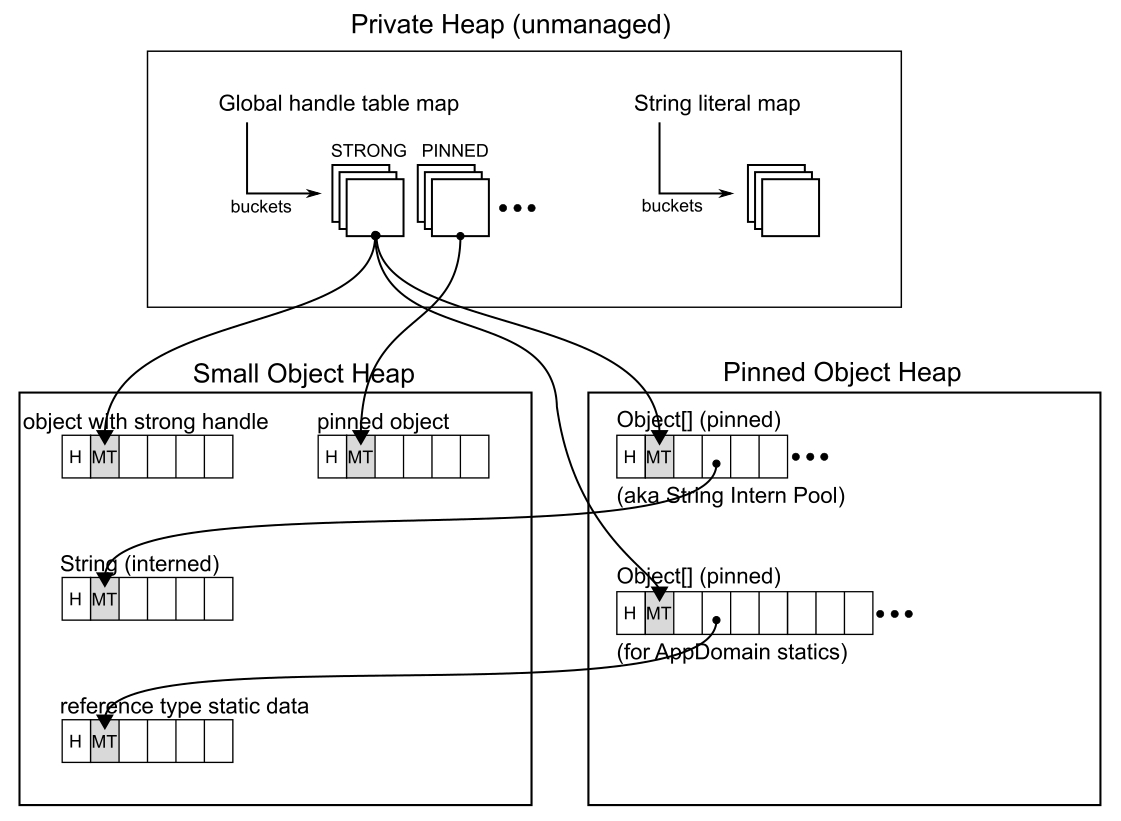 Private Heap (unmanaged)
Global handle table map
String literal map
STRONG
PINNED
buckets
•••
buckets
Small Object Heap
Pinned Object Heap
object with strong handle
pinned object
Object[] (pinned)
H MT
H MT
H MT
•••
(aka String Intern Pool)
String (interned)
H MT
Object[] (pinned)
H MT
•••
(for AppDomain statics)
reference type static data
H MT